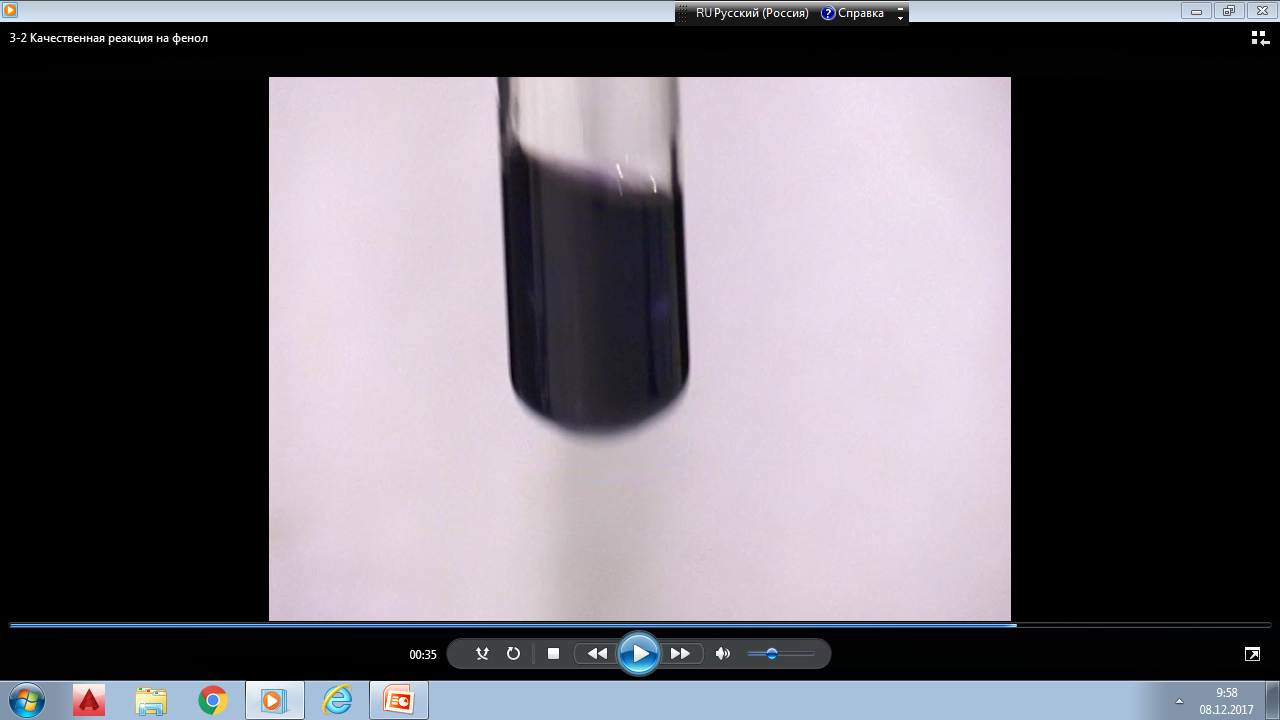 RU Русский (Россия) ? Справка
3-2 Качественная реакция на фенол
00:35
9:58
08.12.2017